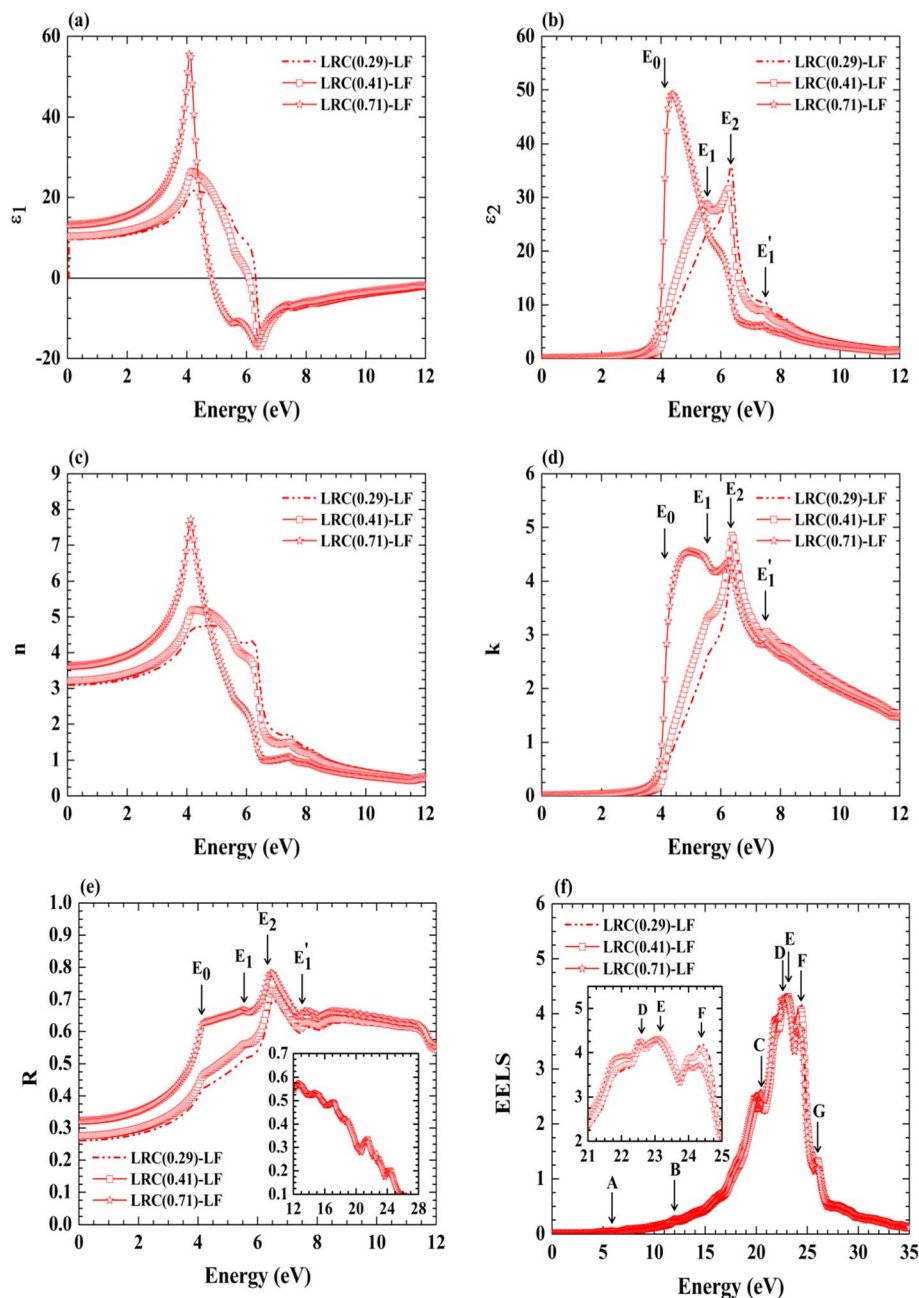 (a)
ε1
60
40
20
0
-20
0 2 4 6 8 10 12
Energy (eV)
LRC(0.29)-LF
LRC(0.41)-LF
LRC(0.71)-LF
(b)
ε2
60
50
40
30
20
10
0
0 2 4 6 8 10 12
Energy (eV)
E0
E1
E2
E1'
LRC(0.29)-LF
LRC(0.41)-LF
LRC(0.71)-LF
(c)
n
9
8
7
6
5
4
3
2
1
0
0 2 4 6 8 10 12
Energy (eV)
LRC(0.29)-LF
LRC(0.41)-LF
LRC(0.71)-LF
(d)
k
6
5
4
3
2
1
0
0 2 4 6 8 10 12
Energy (eV)
E0
E1
E2
E1'
LRC(0.29)-LF
LRC(0.41)-LF
LRC(0.71)-LF
(e)
R
1.0
0.9
0.8
0.7
0.6
0.5
0.4
0.3
0.2
0.1
0.0
0 2 4 6 8 10 12
Energy (eV)
E0
E1
E2
E1'
LRC(0.29)-LF
LRC(0.41)-LF
LRC(0.71)-LF
0.7
0.6
0.5
0.4
0.3
0.2
0.1
12 16 20 24 28
(f)
EELS
6
5
4
3
2
1
0
0 5 10 15 20 25 30 35
Energy (eV)
LRC(0.29)-LF
LRC(0.41)-LF
LRC(0.71)-LF
A
B
C
D
E
F
G
5
4
3
2
21 22 23 24 25
D
E
F